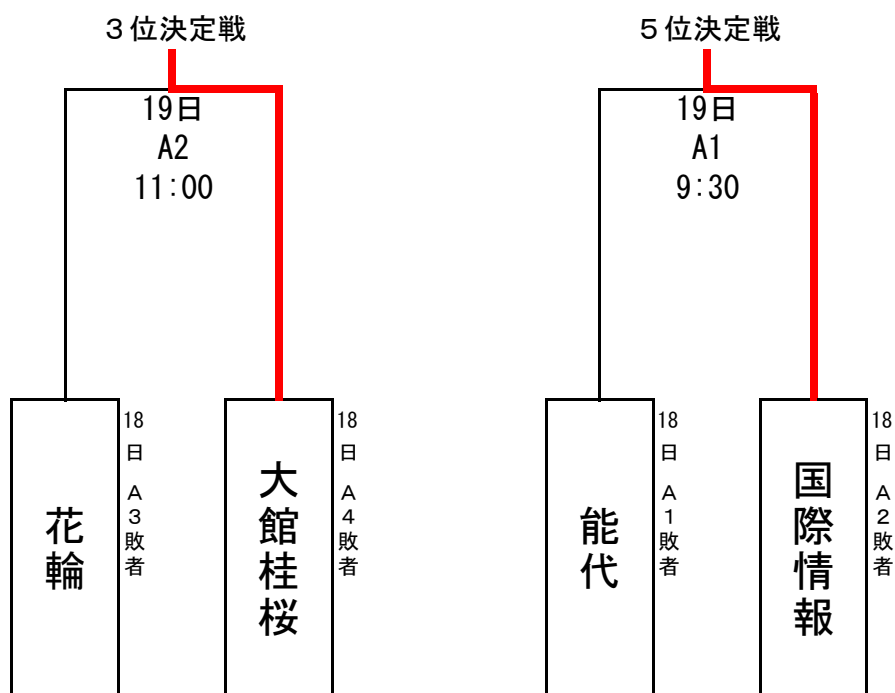 ３位決定戦
19日
A2
11:00
花輪
18日 Ａ３敗者
大館桂桜
18日 Ａ４敗者
５位決定戦
19日
A1
9:30
能代
18日 Ａ１敗者
国際情報
18日 Ａ２敗者